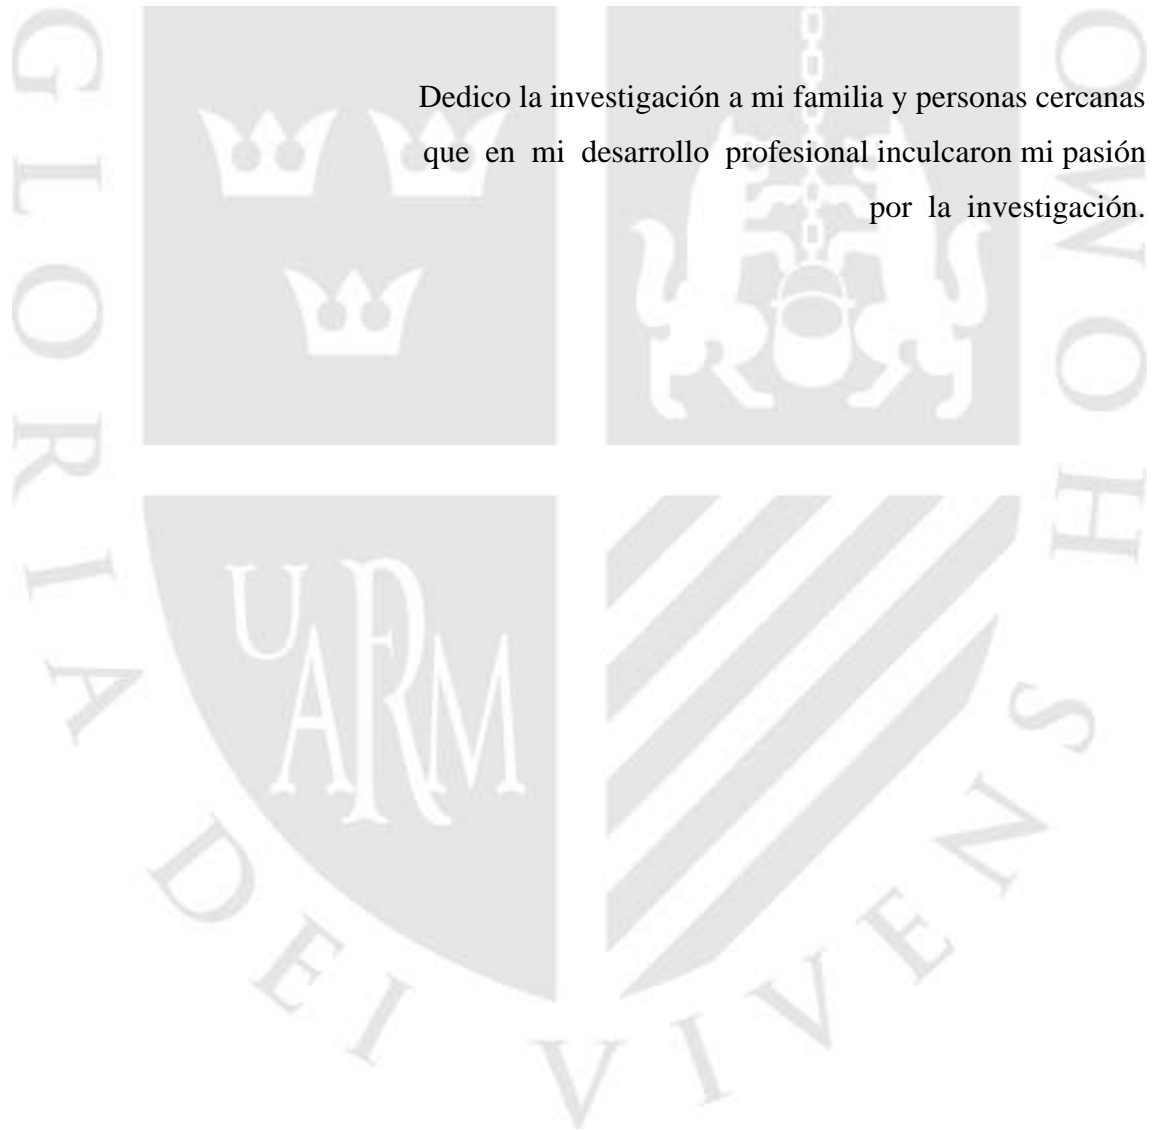 Dedico la investigación a mi familia y personas cercanas
que en mi desarrollo profesional inculcaron mi pasión
por la investigación.
UARM
GLORIA DEI VIVENS HOMO